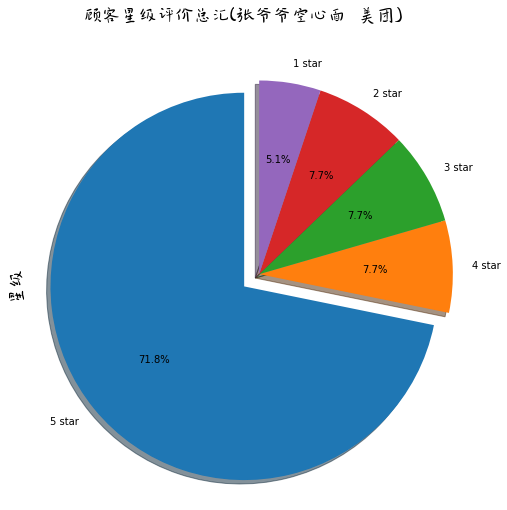 顾客星级评价总汇(张爷爷空心面 美团)
1 star
2 star
3 star
4 star
5 star
5.1%
7.7%
7.7%
7.7%
71.8%
星级